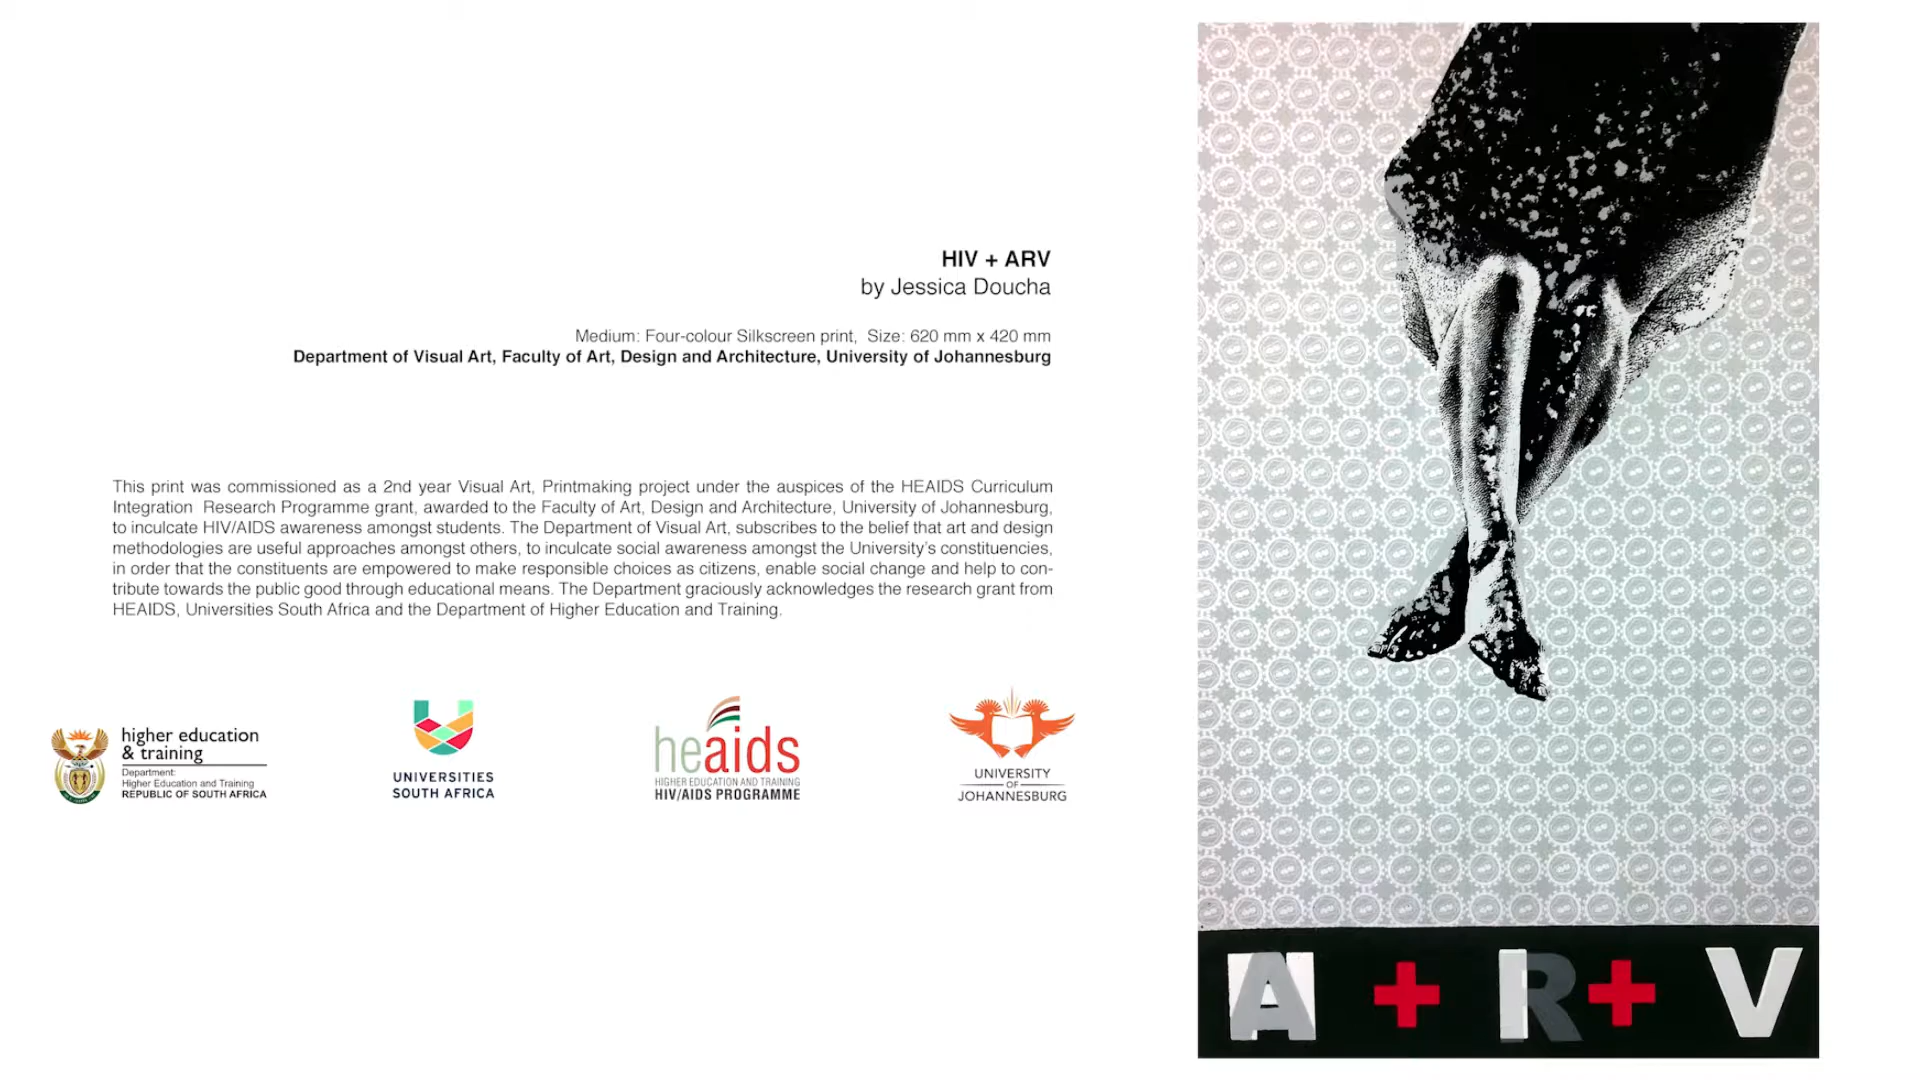 HIV + ARV
by Jessica Doucha
Medium: Four-colour Silkscreen print,  Size: 620 mm x 420 mm
Department of Visual Art, Faculty of Art, Design and Architecture, University of Johannesburg
This print was commissioned as a 2nd year Visual Art, Printmaking project under the auspices of the HEAIDS Curriculum
Integration  Research Programme grant, awarded to the Faculty of Art, Design and Architecture, University of Johannesburg,
to inculcate HIV/AIDS awareness amongst students. The Department of Visual Art, subscribes to the belief that art and design
methodologies are useful approaches amongst others, to inculcate social awareness amongst the University's constituencies,
in order that the constituents are empowered to make responsible choices as citizens, enable social change and help to con-
tribute towards the public good through educational means. The Department graciously acknowledges the research grant from
HEAIDS, Universities South Africa and the Department of Higher Education and Training.
higher education
& training
Department:
Higher Education and Training
REPUBLIC OF SOUTH AFRICA
UNIVERSITIES
SOUTH AFRICA
heaids
HIGHER EDUCATION AND TRAINING
HIV/AIDS PROGRAMME
UNIVERSITY
OF
JOHANNESBURG
A + R + V